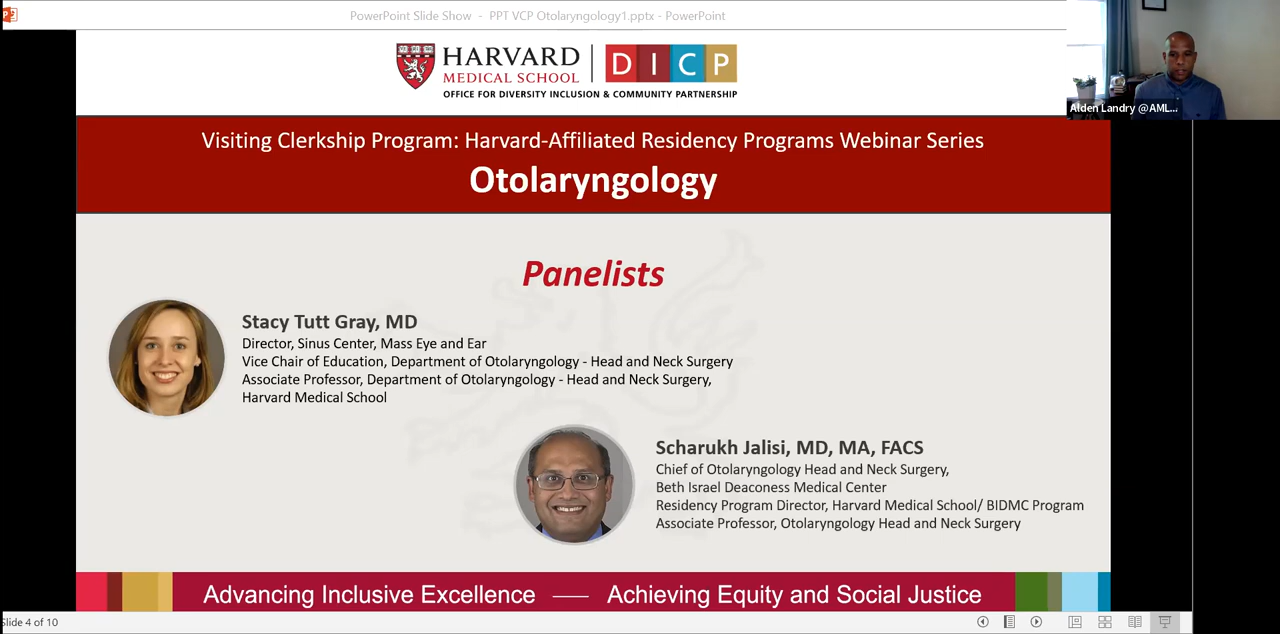 PowerPoint Slide Show - PPT VCP Otolaryngology1.pptx - PowerPoint
HARVARD
MEDICAL SCHOOL
DICP
OFFICE FOR DIVERSITY INCLUSION & COMMUNITY PARTNERSHIP
Alden Landry @AML...
Visiting Clerkship Program: Harvard-Affiliated Residency Programs Webinar Series
Otolaryngology
Panelists
Stacy Tutt Gray, MD
Director, Sinus Center, Mass Eye and Ear
Vice Chair of Education, Department of Otolaryngology - Head and Neck Surgery
Associate Professor, Department of Otolaryngology - Head and Neck Surgery,
Harvard Medical School
Scharukh Jalisi, MD, MA, FACS
Chief of Otolaryngology Head and Neck Surgery,
Beth Israel Deaconess Medical Center
Residency Program Director, Harvard Medical School/ BIDMC Program
Associate Professor, Otolaryngology Head and Neck Surgery
Advancing Inclusive Excellence — Achieving Equity and Social Justice
Slide 4 of 10